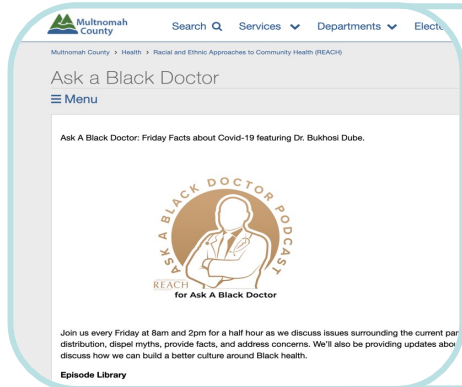 Multnomah
County
Search
Services
Departments
Multnomah County > Health > Racial and Ethnic Approaches to Community Health (REACH)
Ask a Black Doctor
Menu
Ask A Black Doctor: Friday Facts about Covid-19 featuring Dr. Bukhosi Dube.
ASK A BLACK DOCTOR PODCAST
REACH
for Ask A Black Doctor
Join us every Friday at 8am and 2pm for a half hour as we discuss issues surrounding the current
distribution, dispel myths, provide facts, and address concerns. We'll also be providing updates
discuss how we can build a better culture around Black health.
Episode Library